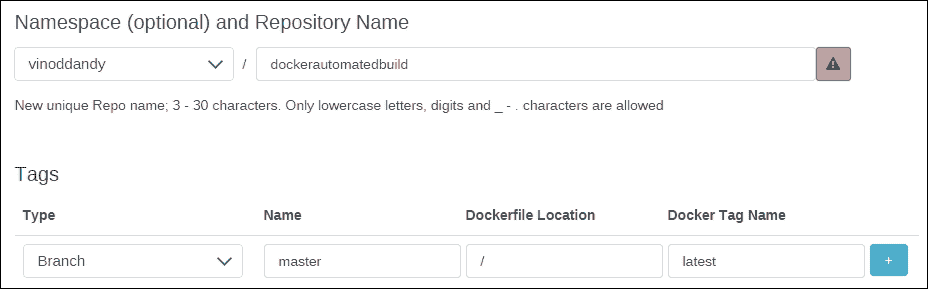 Namespace (optional) and Repository Name
vinoddandy / dockerautomatedbuild
New unique Repo name; 3 - 30 characters. Only lowercase letters, digits and _ - . characters are allowed
Tags
Type Name Dockerfile Location Docker Tag Name
Branch master / latest +